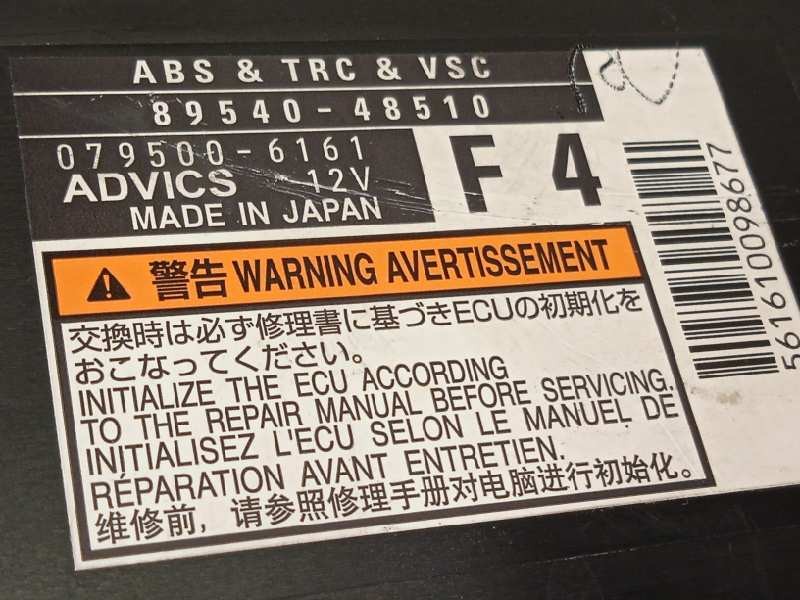 ABS & TRC & VSC
89540-48510
079500-6161
ADVICS 12V
MADE IN JAPAN
F 4
警告 WARNING AVERTISSEMENT
交換時は必ず修理書に基づきECUの初期化を
おこなってください。
INITIALIZE THE ECU ACCORDING
TO THE REPAIR MANUAL BEFORE SERVICING.
INITIALISEZ L'ECU SELON LE MANUEL DE
RÉPARATION AVANT ENTRETIEN.
维修前，请参照修理手册对电脑进行初始化。
561610098677